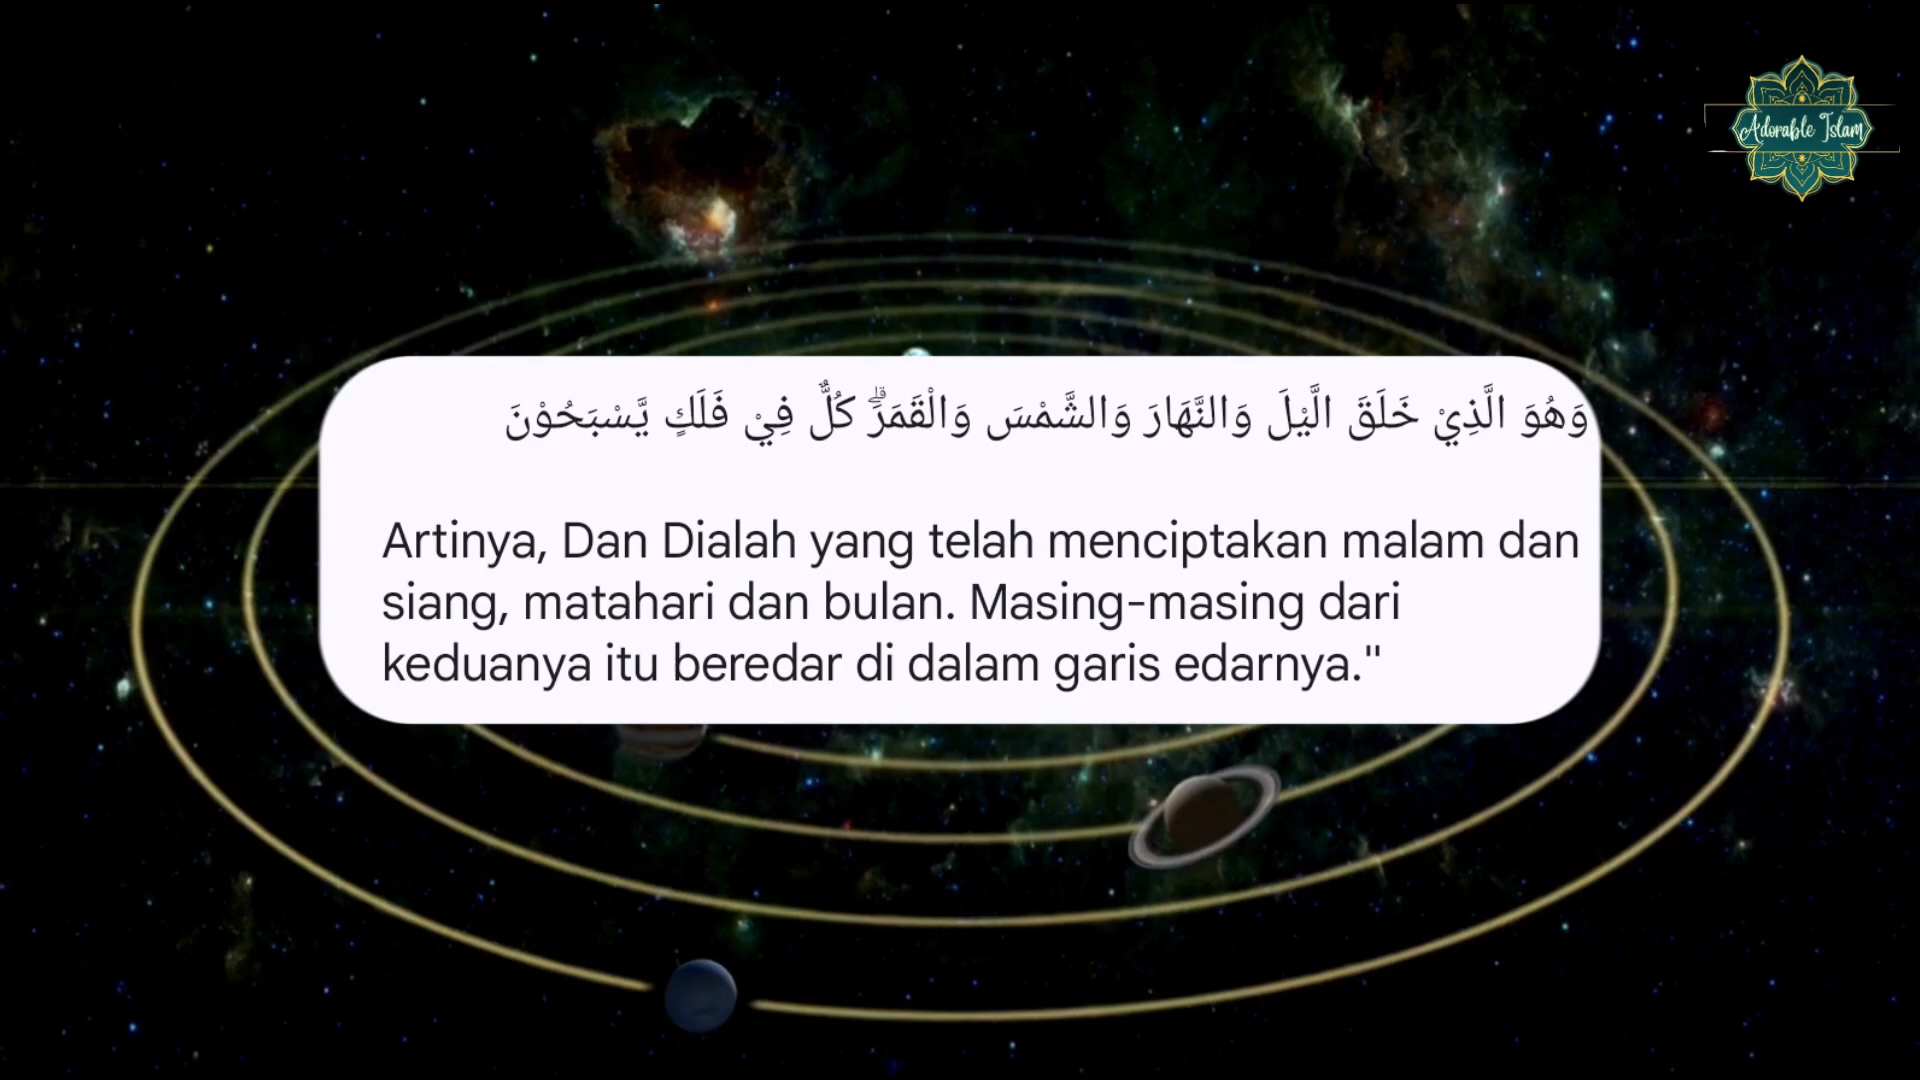 Adorable Islam
وَهُوَ الَّذِيْ خَلَقَ الَّيْلَ وَالنَّهَارَ وَالشَّمْسَ وَالْقَمَرَۗ كُلٌّ فِيْ فَلَكٍ يَّسْبَحُوْنَ
Artinya, Dan Dialah yang telah menciptakan malam dan
siang, matahari dan bulan. Masing-masing dari
keduanya itu beredar di dalam garis edarnya."